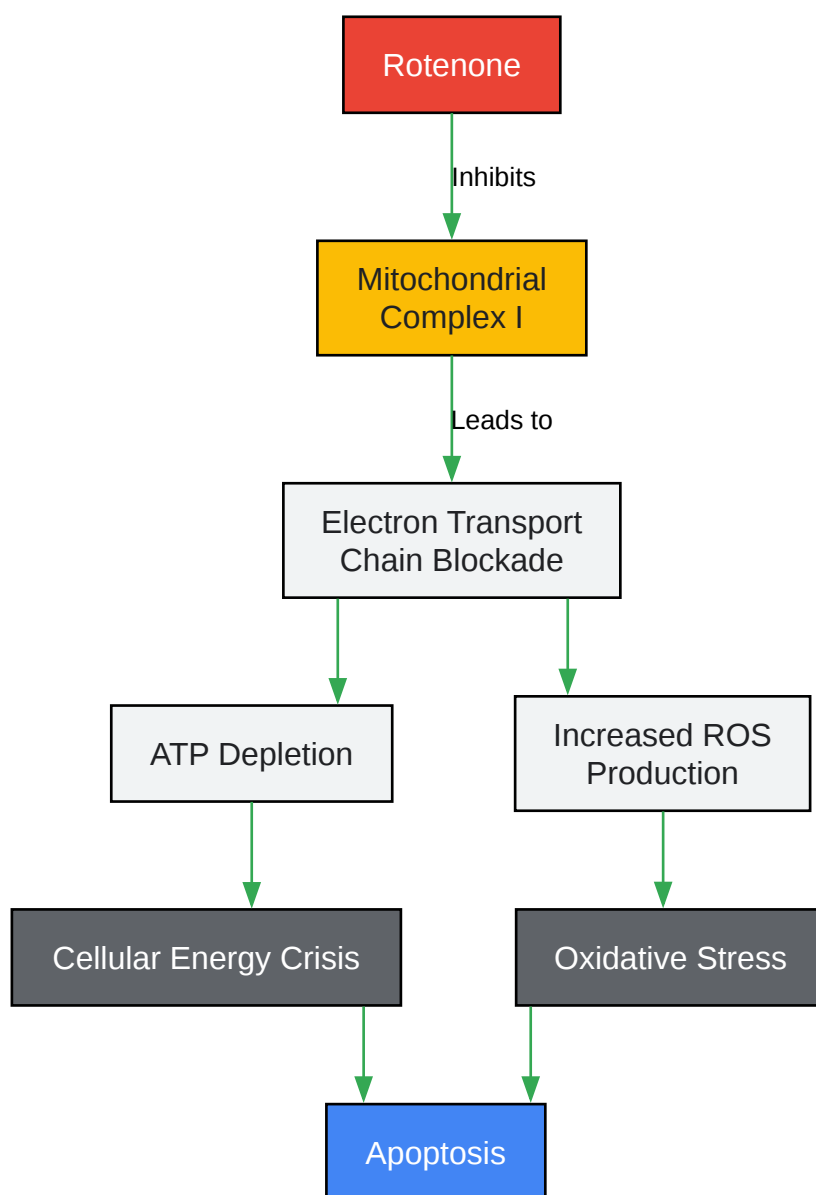 Rotenone
Inhibits
Mitochondrial
Complex I
Leads to
Electron Transport
Chain Blockade
ATP Depletion
Increased ROS
Production
Cellular Energy Crisis
Oxidative Stress
Apoptosis